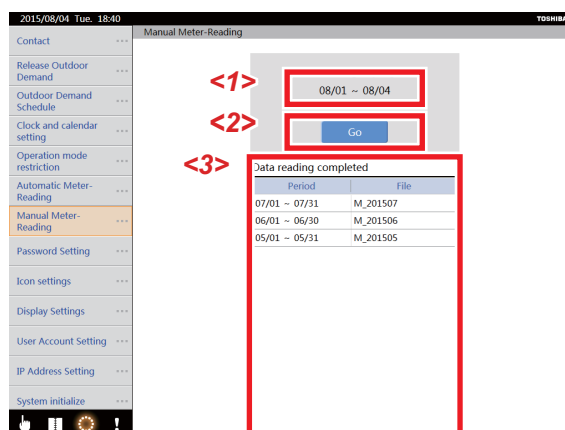 2015/08/04 Tue. 18:40
TOSHIBA
Manual Meter-Reading
Contact
Release Outdoor
Demand
Outdoor Demand
Schedule
Clock and calendar
setting
Operation mode
restriction
Automatic Meter-
Reading
Manual Meter-
Reading
Password Setting
Icon settings
Display Settings
User Account Setting
IP Address Setting
System initialize
<1>
08/01 ~ 08/04
<2>
Go
<3>
Data reading completed
Period File
07/01 ~ 07/31 M_201507
06/01 ~ 06/30 M_201506
05/01 ~ 05/31 M_201505